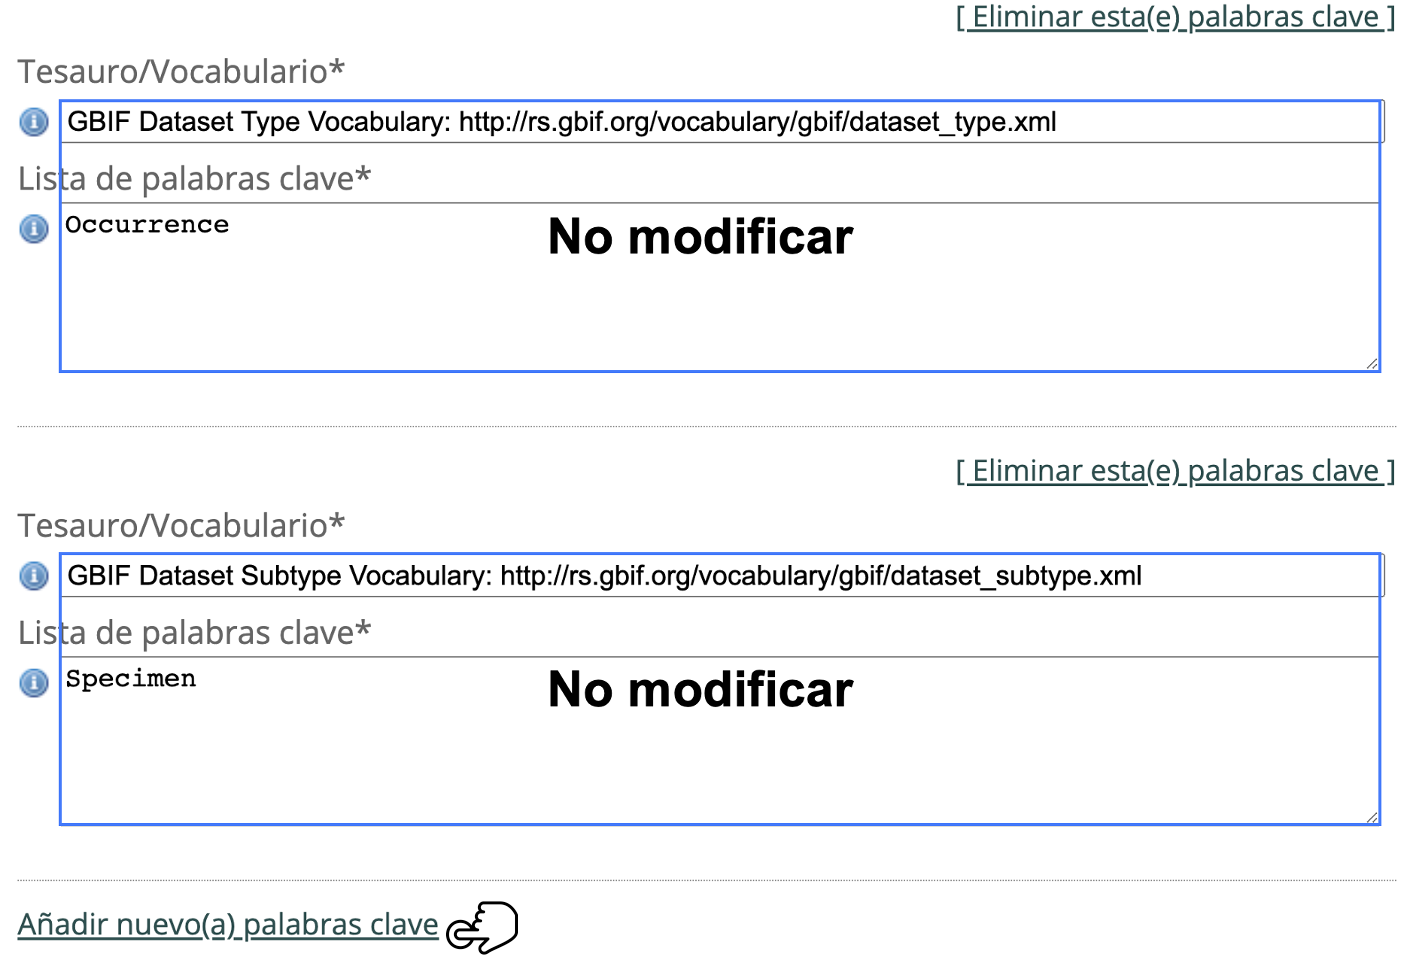 [ Eliminar esta(e) palabras clave ]
Tesauro/Vocabulario*
GBIF Dataset Type Vocabulary: http://rs.gbif.org/vocabulary/gbif/dataset_type.xml
Lista de palabras clave*
Occurrence
No modificar
[ Eliminar esta(e) palabras clave ]
Tesauro/Vocabulario*
GBIF Dataset Subtype Vocabulary: http://rs.gbif.org/vocabulary/gbif/dataset_subtype.xml
Lista de palabras clave*
Specimen
No modificar
Añadir nuevo(a) palabras clave